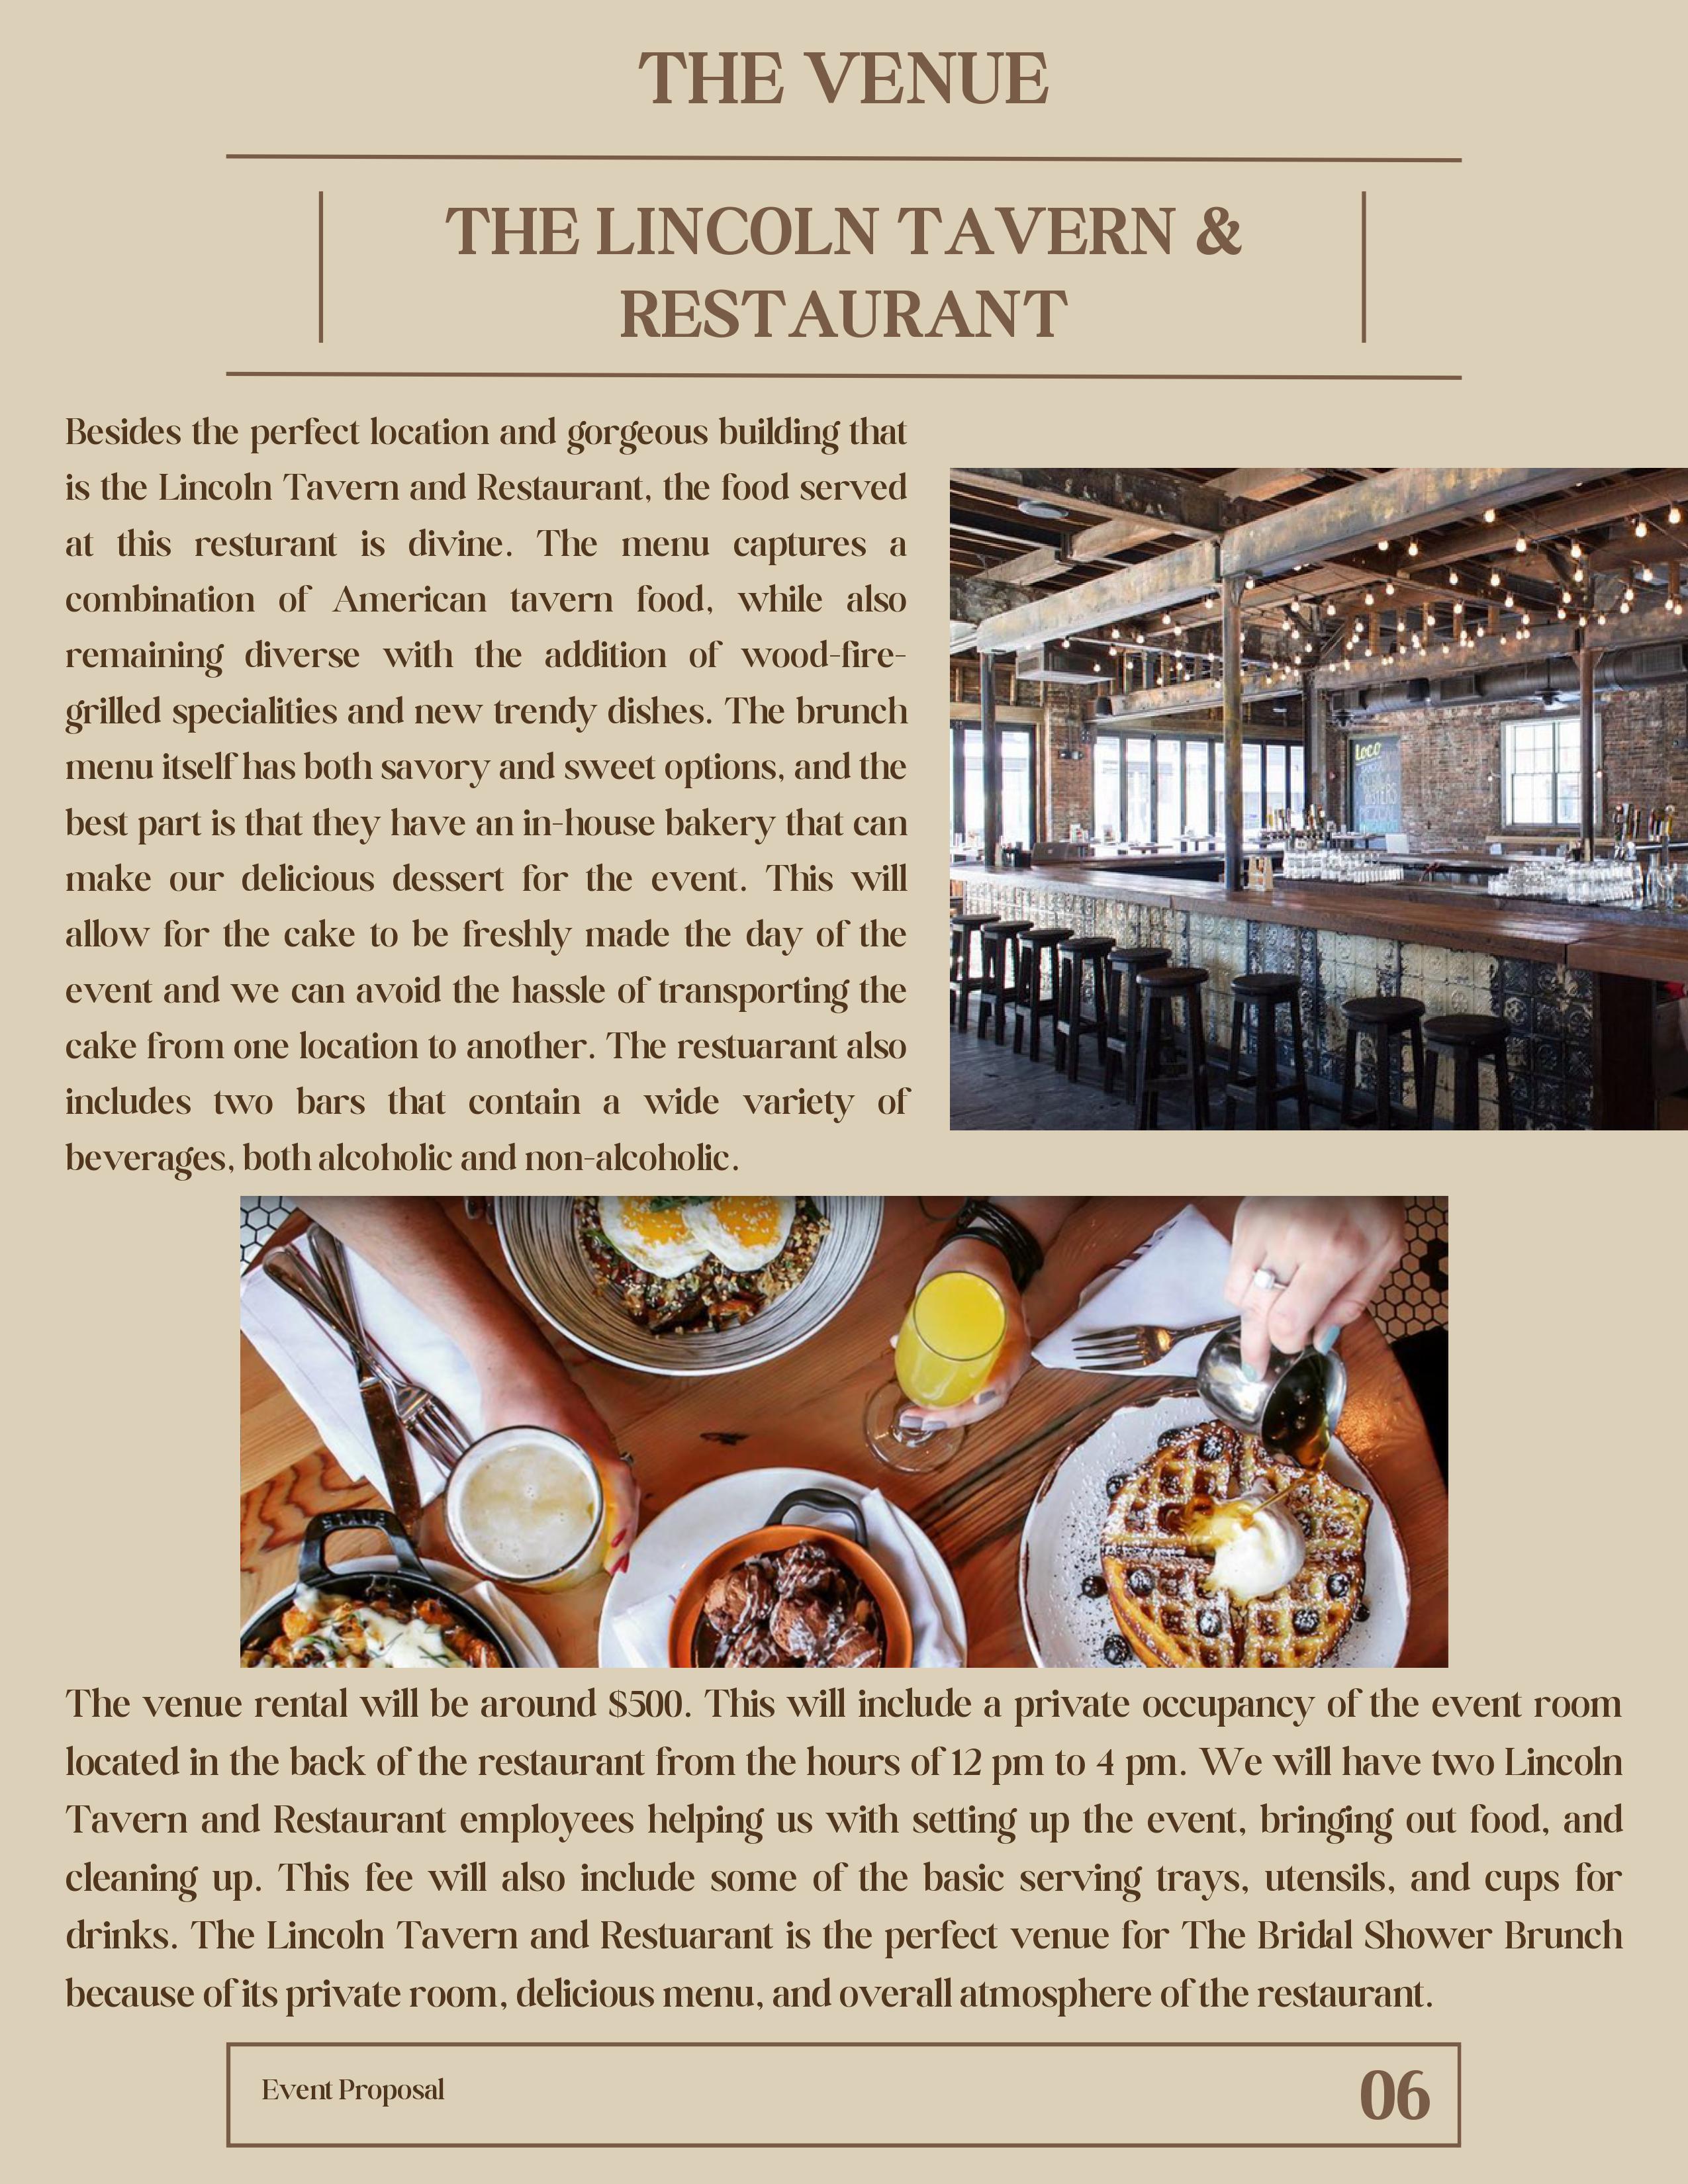 THE VENUE
THE LINCOLN TAVERN &
RESTAURANT
Besides the perfect location and gorgeous building that
is the Lincoln Tavern and Restaurant, the food served
at this resturant is divine. The menu captures a
combination of American tavern food, while also
remaining diverse with the addition of wood-fire-
grilled specialities and new trendy dishes. The brunch
menu itself has both savory and sweet options, and the
best part is that they have an in-house bakery that can
make our delicious dessert for the event. This will
allow for the cake to be freshly made the day of the
event and we can avoid the hassle of transporting the
cake from one location to another. The restuarant also
includes two bars that contain a wide variety of
beverages, both alcoholic and non-alcoholic.
loco
STAUB
The venue rental will be around $500. This will include a private occupancy of the event room
located in the back of the restaurant from the hours of 12 pm to 4 pm. We will have two Lincoln
Tavern and Restaurant employees helping us with setting up the event, bringing out food, and
cleaning up. This fee will also include some of the basic serving trays, utensils, and cups for
drinks. The Lincoln Tavern and Restuarant is the perfect venue for The Bridal Shower Brunch
because of its private room, delicious menu, and overall atmosphere of the restaurant.
Event Proposal
06